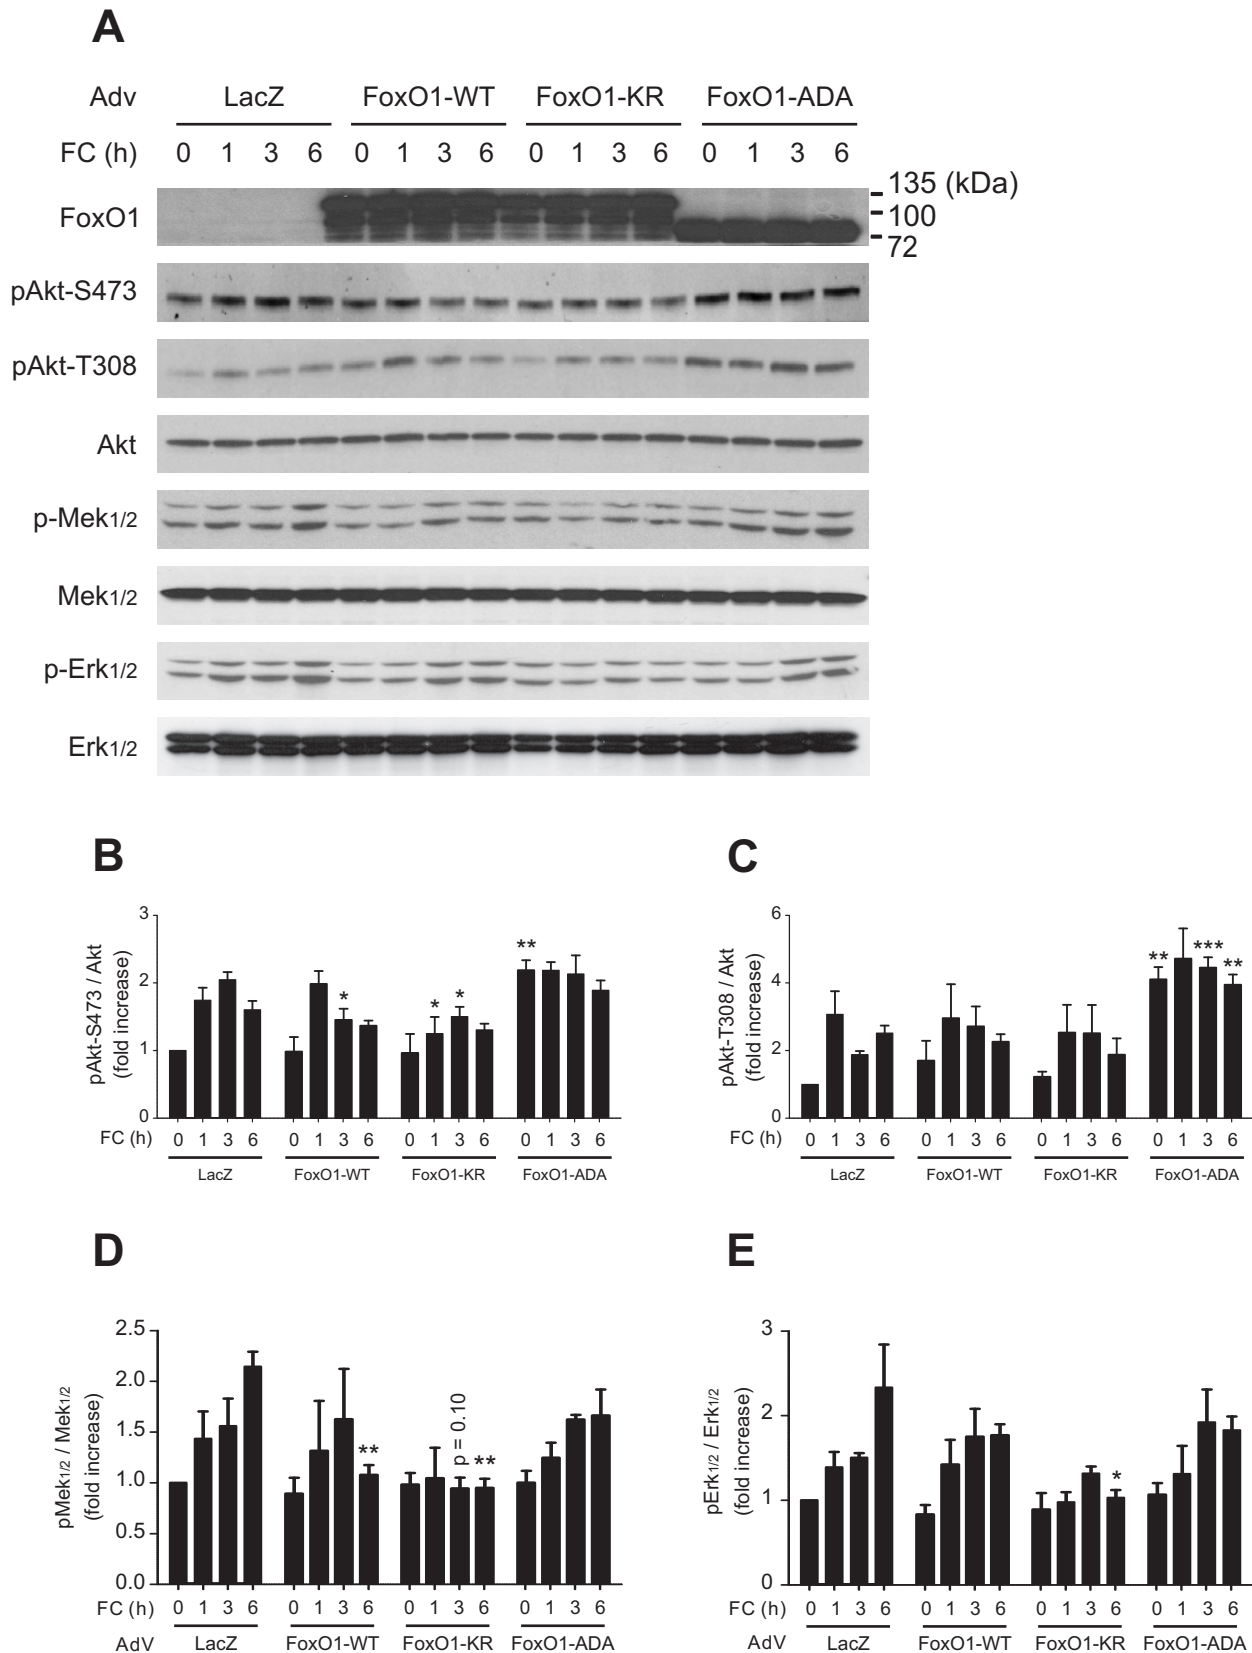 A
Adv LacZ FoxO1-WT FoxO1-KR FoxO1-ADA
FC (h) 0 1 3 6 0 1 3 6 0 1 3 6 0 1 3 6
135 (kDa)
FoxO1
100
72
pAkt-S473
pAkt-T308
Akt
p-Mek1/2
Mek1/2
p-Erk1/2
Erk1/2
B
pAkt-S473 / Akt
(fold increase)
3
2
1
0
* * * **
FC (h) 0 1 3 6 0 1 3 6 0 1 3 6 0 1 3 6
LacZ FoxO1-WT FoxO1-KR FoxO1-ADA
C
pAkt-T308 / Akt
(fold increase)
6
4
2
0
** *** **
FC (h) 0 1 3 6 0 1 3 6 0 1 3 6 0 1 3 6
LacZ FoxO1-WT FoxO1-KR FoxO1-ADA
D
pMek1/2 / Mek1/2
(fold increase)
2.5
2.0
1.5
1.0
0.5
0.0
** p = 0.10 **
FC (h) 0 1 3 6 0 1 3 6 0 1 3 6 0 1 3 6
AdV LacZ FoxO1-WT FoxO1-KR FoxO1-ADA
E
pErk1/2 / Erk1/2
(fold increase)
3
2
1
0
*
FC (h) 0 1 3 6 0 1 3 6 0 1 3 6 0 1 3 6
AdV LacZ FoxO1-WT FoxO1-KR FoxO1-ADA